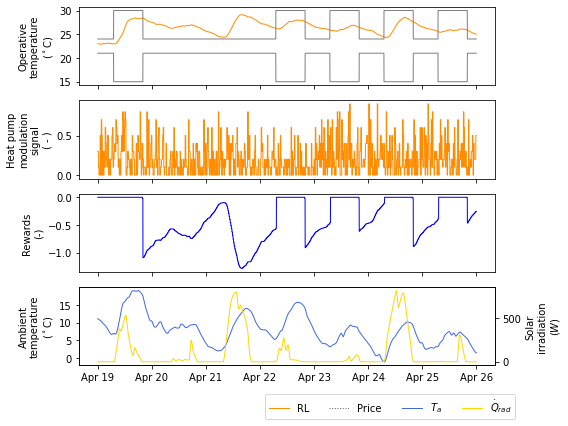 Operative
temperature
(°C)
30
25
20
15
Heat pump
modulation
signal
( - )
0.5
0.0
Rewards
(-)
0.0
−0.5
−1.0
Ambient
temperature
(°C)
15
10
5
0
Solar
irradiation
(W)
500
0
Apr 19 Apr 20 Apr 21 Apr 22 Apr 23 Apr 24 Apr 25 Apr 26
RL Price T_a Q̇_rad